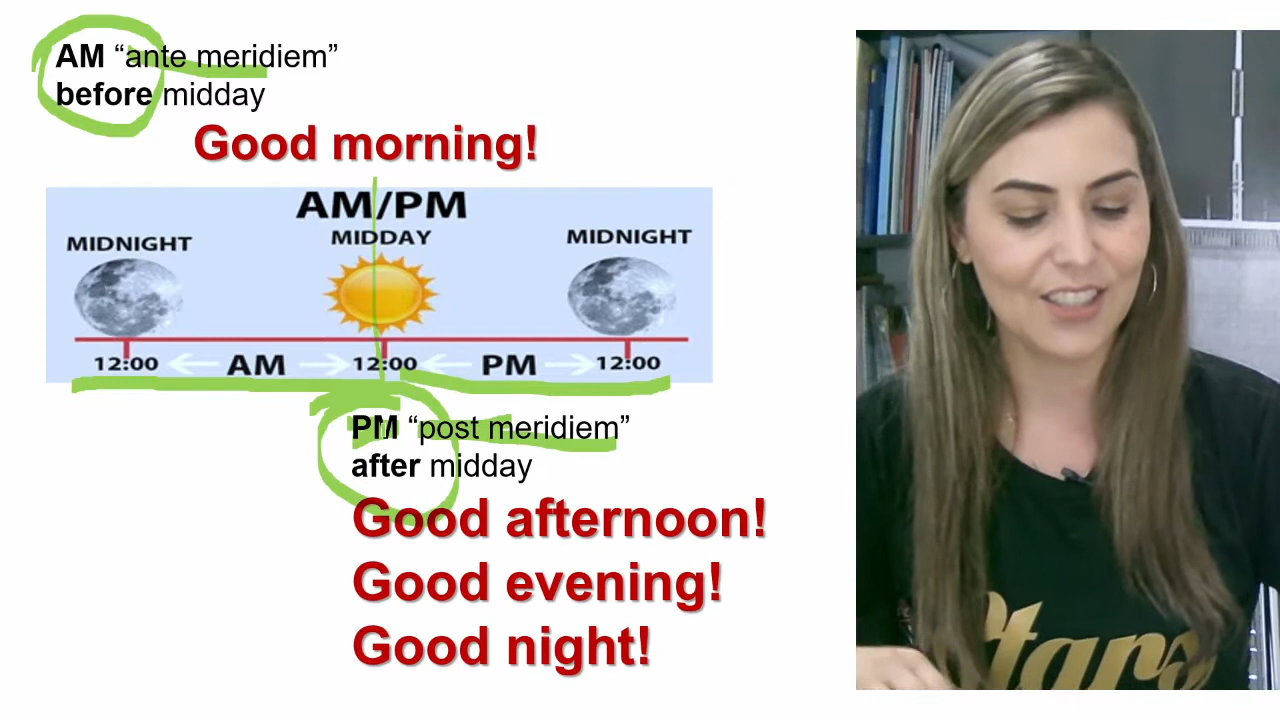 AM “ante meridiem”
before midday
Good morning!
AM/PM
MIDNIGHT MIDDAY MIDNIGHT
12:00 AM 12:00 PM 12:00
PM “post meridiem”
after midday
Good afternoon!
Good evening!
Good night!
Stars